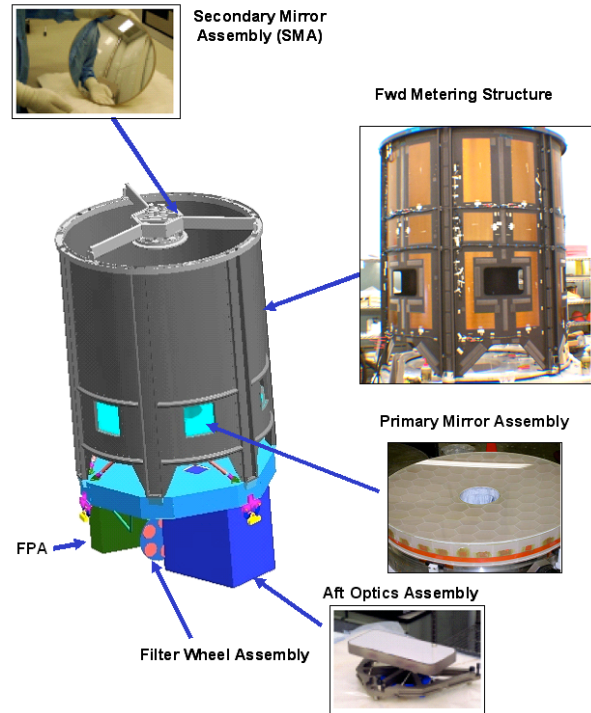 Secondary Mirror
Assembly (SMA)
Fwd Metering Structure
Primary Mirror Assembly
FPA
Aft Optics Assembly
Filter Wheel Assembly